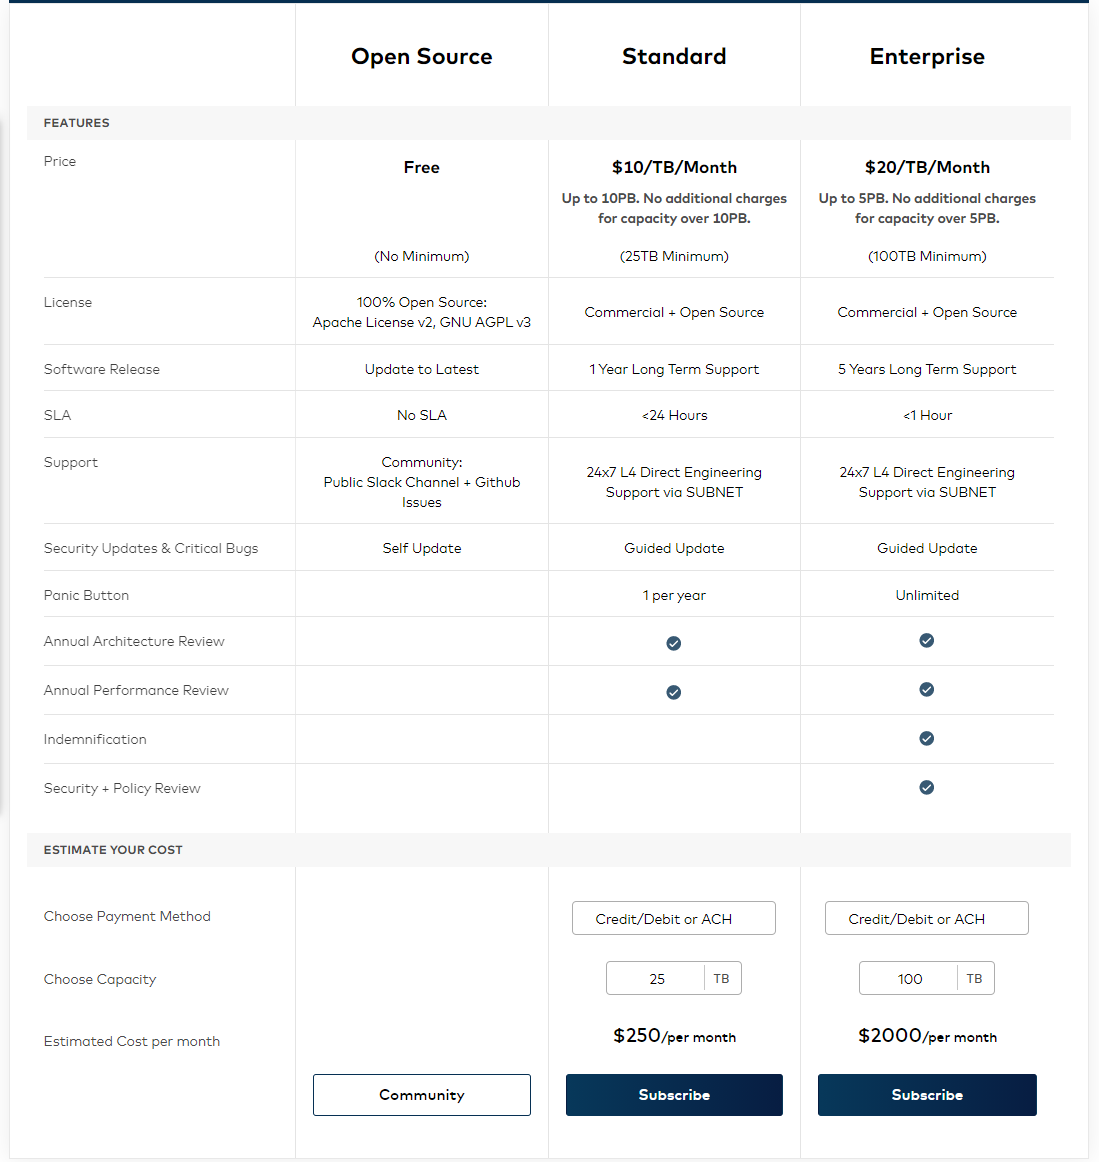 Open Source Standard Enterprise
FEATURES
Price Free $10/TB/Month $20/TB/Month
Up to 10PB. No additional charges Up to 5PB. No additional charges
for capacity over 10PB. for capacity over 5PB.
(No Minimum) (25TB Minimum) (100TB Minimum)
License 100% Open Source:
Apache License v2, GNU AGPL v3 Commercial + Open Source Commercial + Open Source
Software Release Update to Latest 1 Year Long Term Support 5 Years Long Term Support
SLA No SLA <24 Hours <1 Hour
Support Community:
Public Slack Channel + Github
Issues
24x7 L4 Direct Engineering 24x7 L4 Direct Engineering
Support via SUBNET Support via SUBNET
Security Updates & Critical Bugs Self Update Guided Update Guided Update
Panic Button 1 per year Unlimited
Annual Architecture Review
Annual Performance Review
Indemnification
Security + Policy Review
ESTIMATE YOUR COST
Choose Payment Method Credit/Debit or ACH Credit/Debit or ACH
Choose Capacity 25 TB 100 TB
Estimated Cost per month $250/per month $2000/per month
Community Subscribe Subscribe